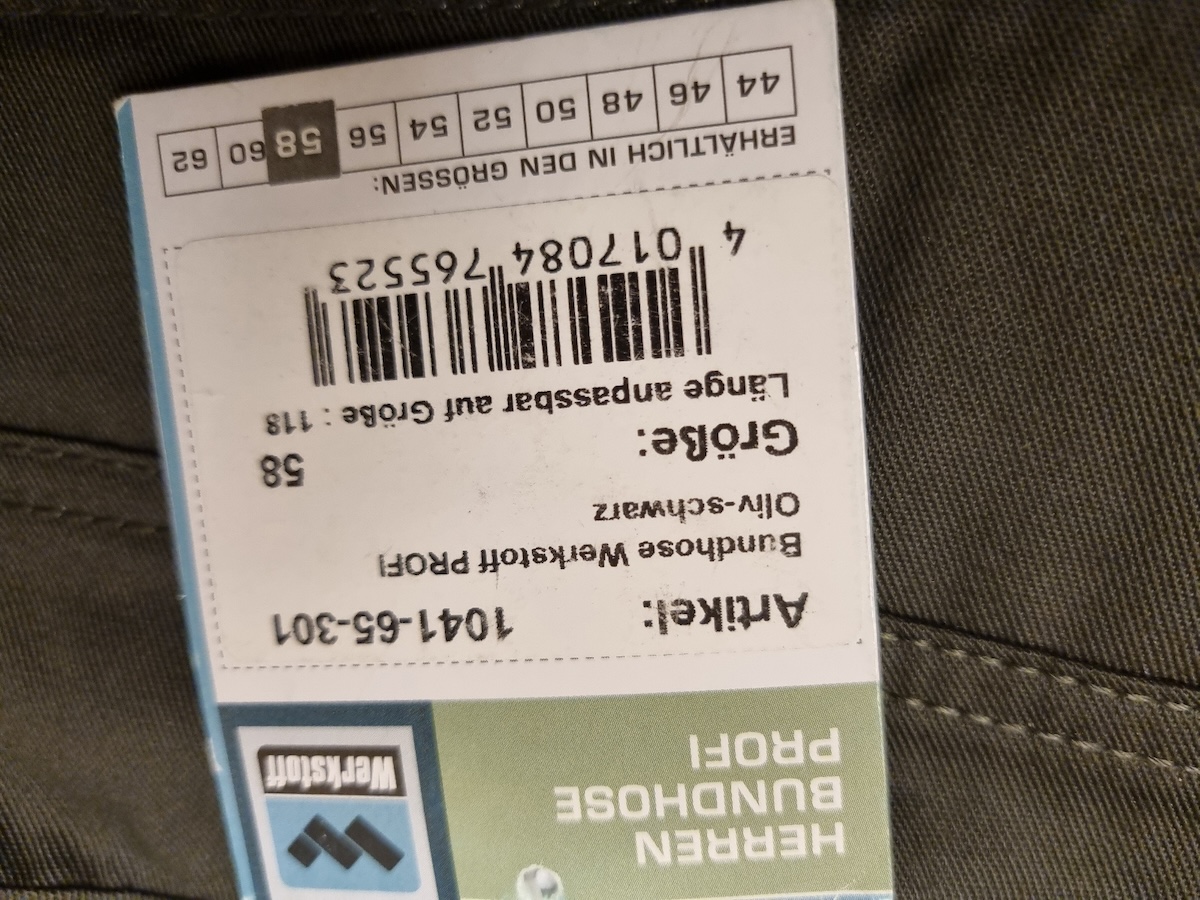 HERREN
BUNDHOSE
PROFI
Werkstoff
Artikel: 1041-65-301
Bundhose Werkstoff PROFI
Oliv-schwarz
Größe: 58
Länge anpassbar auf Größe : 118
4 017084 765523
ERHÄLTLICH IN DEN GRÖSSEN:
44 46 48 50 52 54 56 58 60 62